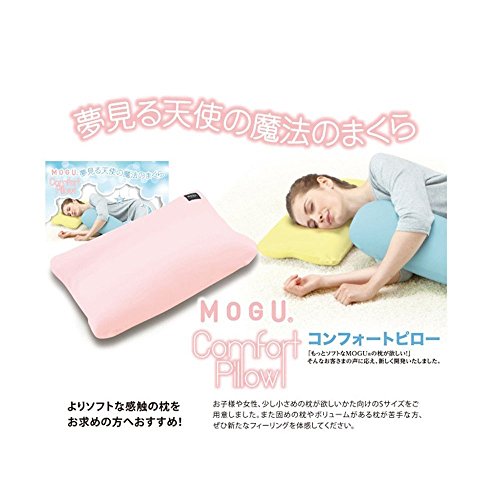 夢見る天使の魔法のまくら
MOGU®夢見る天使の魔法のまくら
Comfort
Pillow!
MOGU®
Comfort
Pillow!
コンフォートピロー
「もっとソフトなMOGU®の枕が欲しい!」
そんなお客さまの声に応え、新しく開発いたしました。
よりソフトな感触の枕を
お求めの方へおすすめ!
お子様や女性、少し小さめの枕が欲しいかた向けのSサイズをご
用意しました。また固めの枕やボリュームがある枕が苦手な方、
ぜひ新たなフィーリングを体感してください。